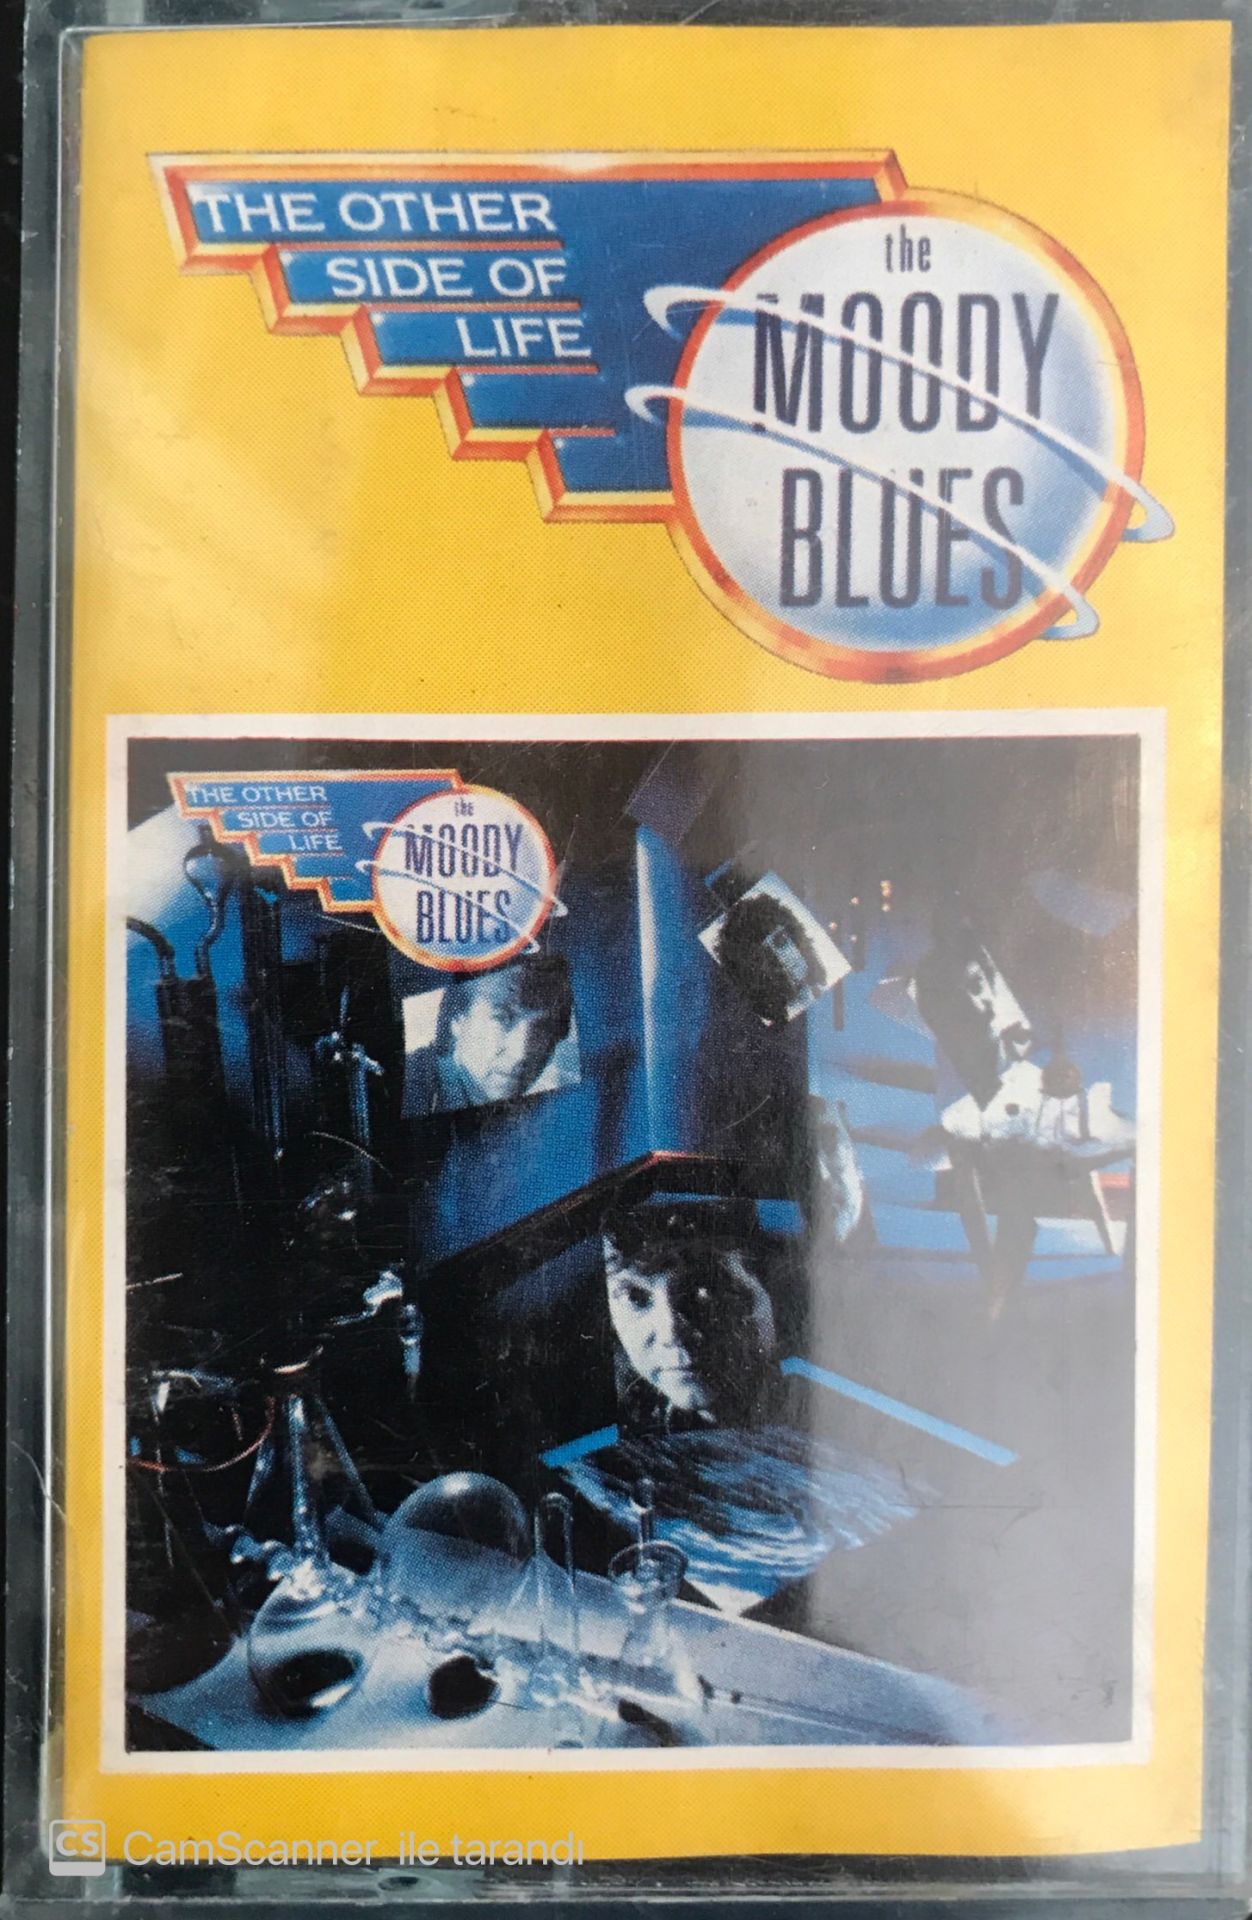 THE OTHER
SIDE OF
LIFE
the
MOODY
BLUES
THE OTHER
SIDE OF
LIFE
the
MOODY
BLUES
CS CamScanner ile tarandı